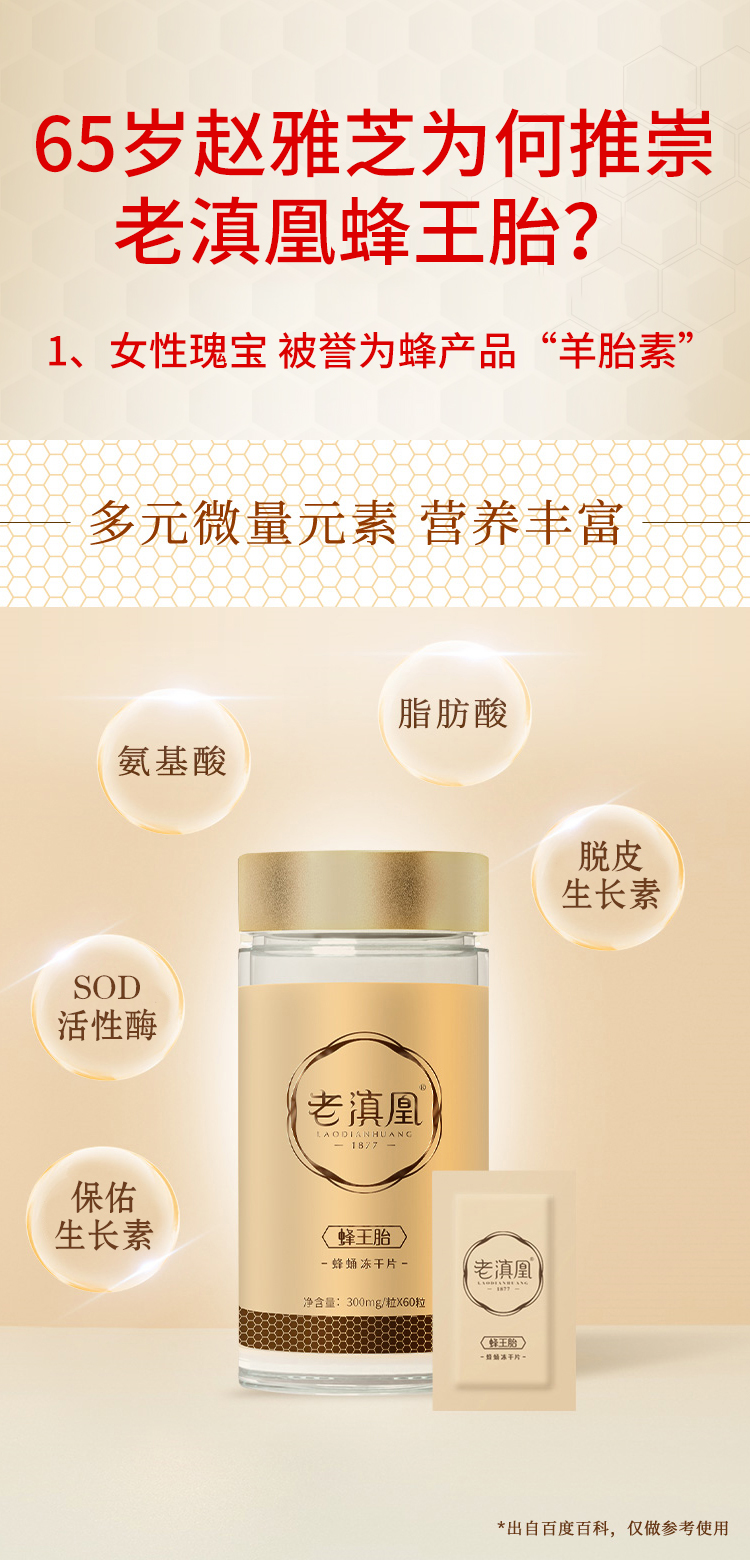 65岁赵雅芝为何推崇
老滇凰蜂王胎？
1、女性瑰宝 被誉为蜂产品“羊胎素”
多元微量元素 营养丰富
脂肪酸
氨基酸
脱皮
生长素
SOD
活性酶
保佑
生长素
老滇凰®
LAODIANHUANG
1877
蜂王胎
-蜂蛹冻干片-
净含量：300mg/粒X60粒
老滇凰®
LAODIANHUANG
1877
蜂王胎
-蜂蛹冻干片-
*出自百度百科，仅做参考使用